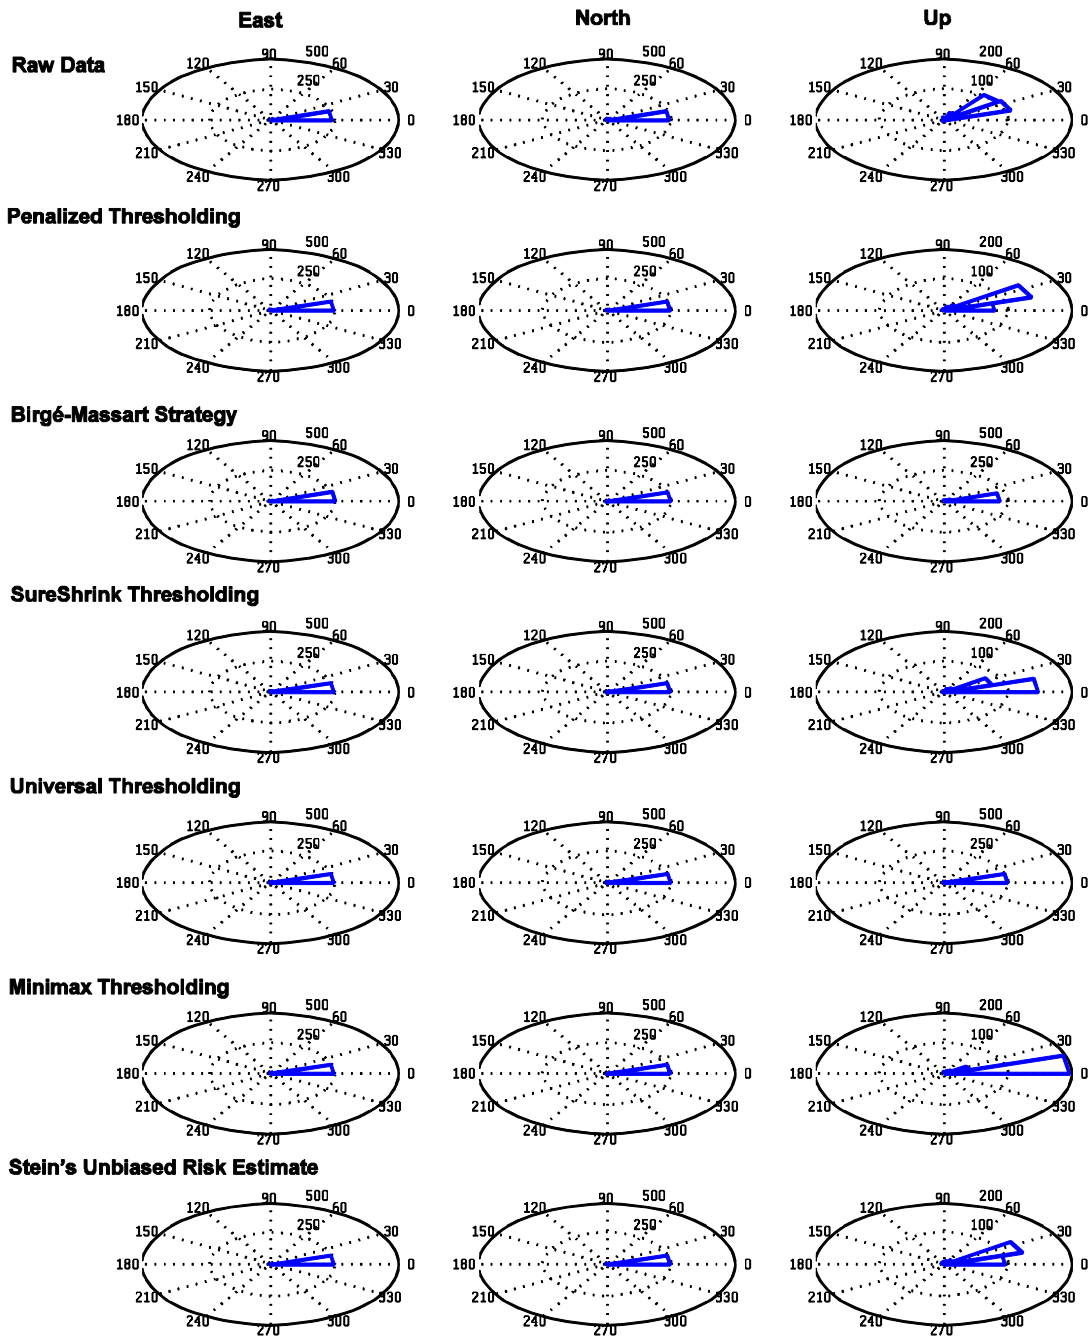 East North Up
Raw Data
90 500 90 500 90 200
120 60 120 60 120 60
250 250 100
150 30 150 30 150 30
180 0 180 0 180 0
210 330 210 330 210 330
240 300 240 300 240 300
270 270 270
Penalized Thresholding
90 500 90 500 90 200
120 60 120 60 120 60
250 250 100
150 30 150 30 150 30
180 0 180 0 180 0
210 330 210 330 210 330
240 300 240 300 240 300
270 270 270
Birgé-Massart Strategy
90 500 90 500 90 500
120 60 120 60 120 60
250 250 250
150 30 150 30 150 30
180 0 180 0 180 0
210 330 210 330 210 330
240 300 240 300 240 300
270 270 270
SureShrink Thresholding
90 500 90 500 90 200
120 60 120 60 120 60
250 250 100
150 30 150 30 150 30
180 0 180 0 180 0
210 330 210 330 210 330
240 300 240 300 240 300
270 270 270
Universal Thresholding
90 500 90 500 90 500
120 60 120 60 120 60
250 250 250
150 30 150 30 150 30
180 0 180 0 180 0
210 330 210 330 210 330
240 300 240 300 240 300
270 270 270
Minimax Thresholding
90 500 90 500 90 200
120 60 120 60 120 60
250 250 100
150 30 150 30 150 30
180 0 180 0 180 0
210 330 210 330 210 330
240 300 240 300 240 300
270 270 270
Stein's Unbiased Risk Estimate
90 500 90 500 90 200
120 60 120 60 120 60
250 250 100
150 30 150 30 150 30
180 0 180 0 180 0
210 330 210 330 210 330
240 300 240 300 240 300
270 270 270